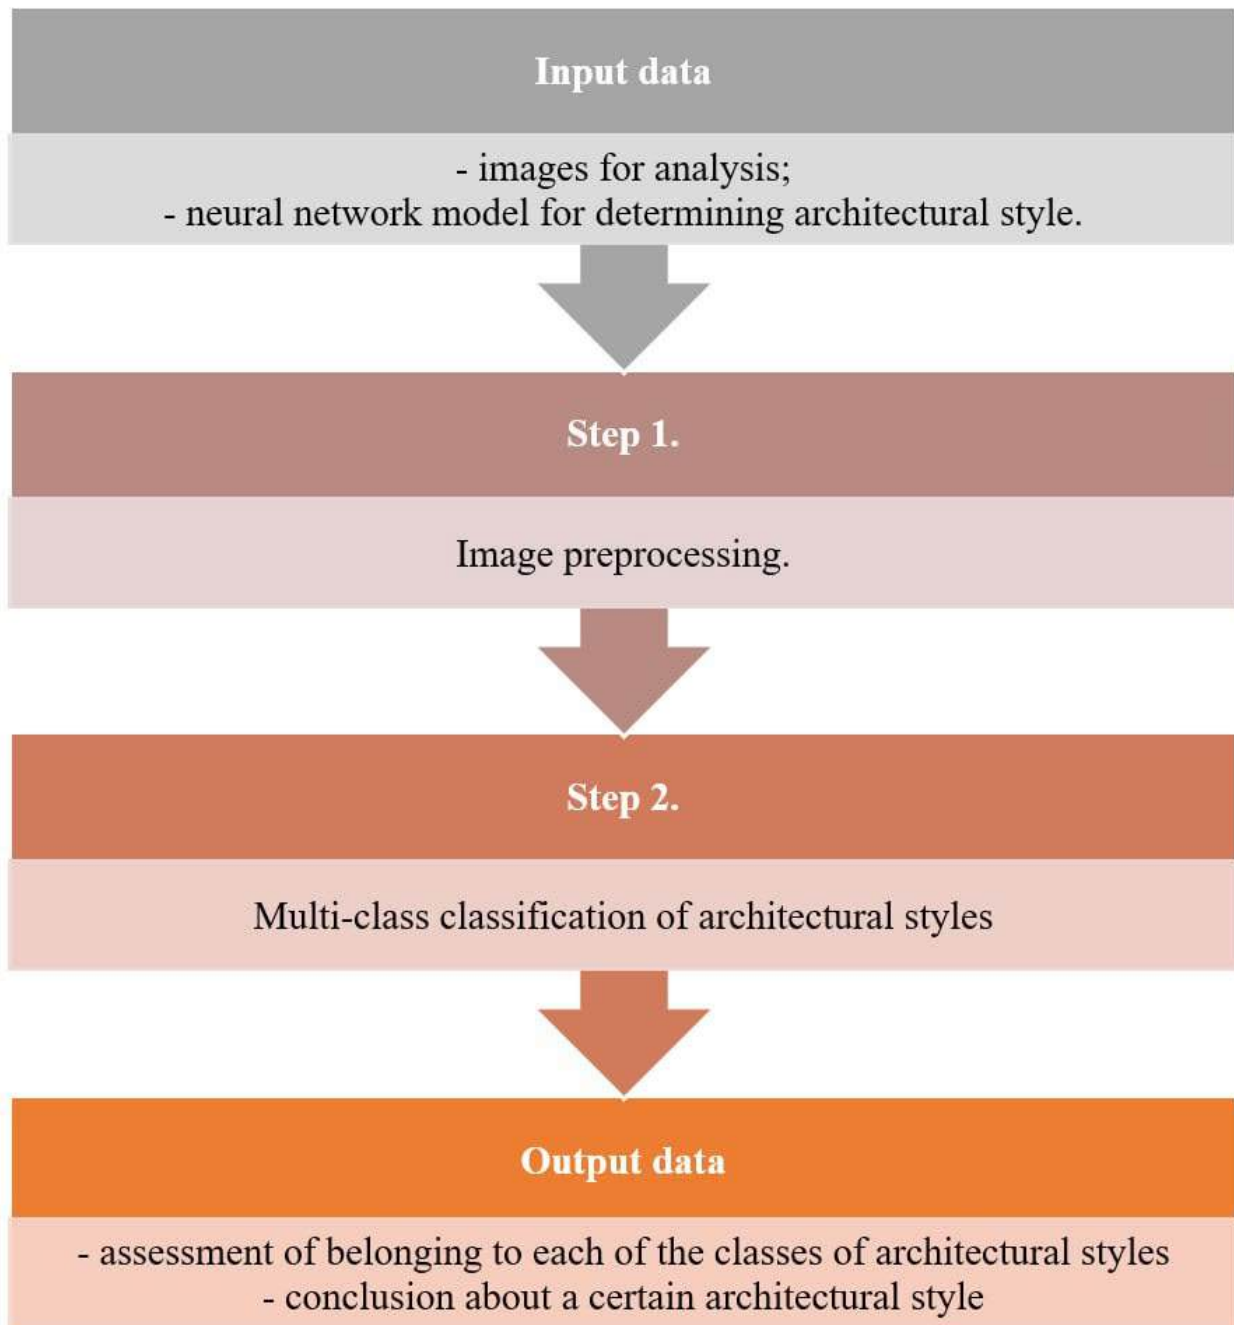 Input data
- images for analysis;
- neural network model for determining architectural style.
Step 1.
Image preprocessing.
Step 2.
Multi-class classification of architectural styles
Output data
- assessment of belonging to each of the classes of architectural styles
- conclusion about a certain architectural style